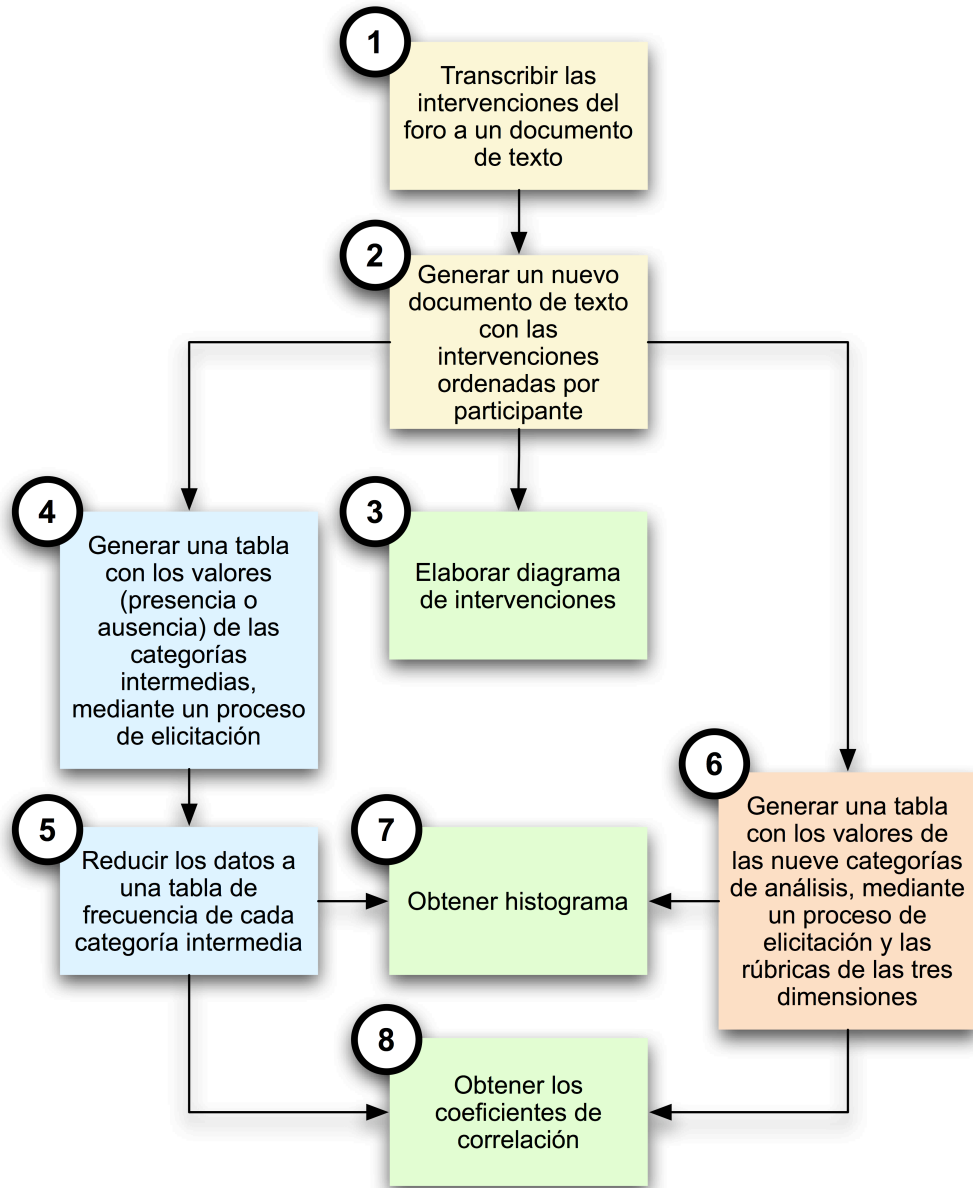 1
Transcribir las
intervenciones del
foro a un documento
de texto
2
Generar un nuevo
documento de texto
con las
intervenciones
ordenadas por
participante
3
Elaborar diagrama
de intervenciones
4
Generar una tabla
con los valores
(presencia o
ausencia) de las
categorías
intermedias,
mediante un proceso
de elicitación
5
Reducir los datos a
una tabla de
frecuencia de cada
categoría intermedia
6
Generar una tabla
con los valores de
las nueve categorías
de análisis, mediante
un proceso de
elicitación y las
rúbricas de las tres
dimensiones
7
Obtener histograma
8
Obtener los
coeficientes de
correlación